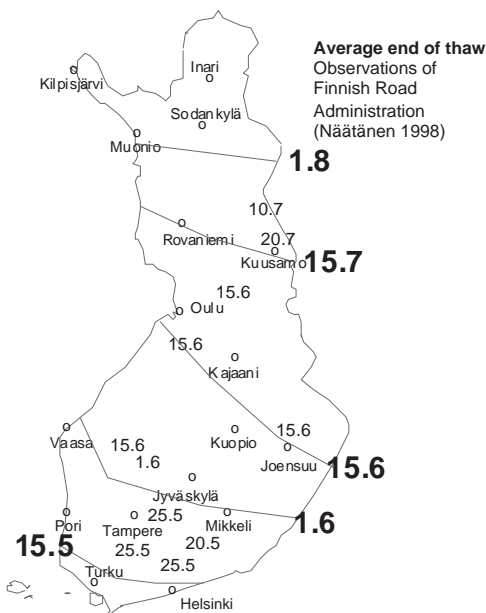 Average end of thaw
Observations of
Finnish Road
Administration
(Näätänen 1998)
Inari
Kilpisjärvi
Sodankylä
Muonio
1.8
10.7
Rovaniemi
20.7
Kuusamo
15.7
15.6
Oulu
15.6
Kajaani
15.6
Vaasa
15.6
Kuopio
1.6
Joensuu
15.6
Jyväskylä
Pori
Tampere
25.5
Mikkeli
1.6
15.5
25.5
20.5
25.5
Turku
Helsinki